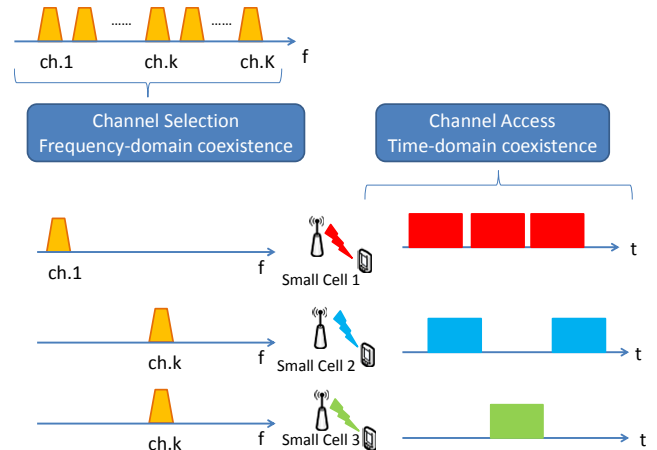 ...... ......
ch.1 ch.k ch.K f
Channel Selection
Frequency-domain coexistence
Channel Access
Time-domain coexistence
ch.1 f
Small Cell 1
t
ch.k f
Small Cell 2
t
ch.k f
Small Cell 3
t